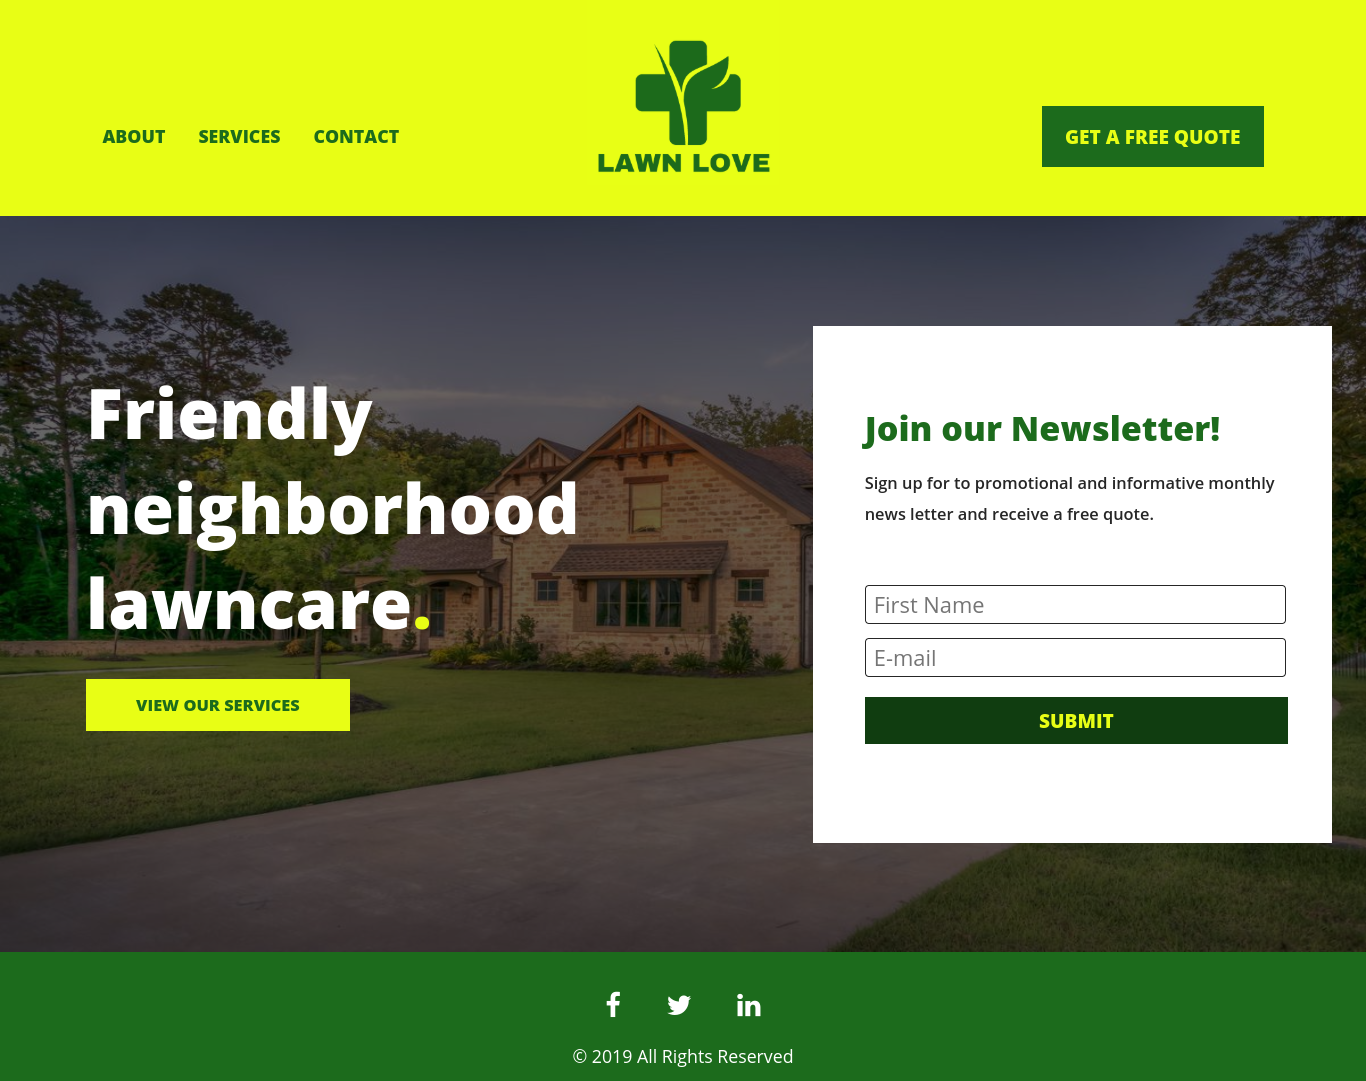 ABOUT SERVICES CONTACT
LAWN LOVE
GET A FREE QUOTE
Friendly
neighborhood
lawncare.
VIEW OUR SERVICES
Join our Newsletter!
Sign up for to promotional and informative monthly
news letter and receive a free quote.
First Name
E-mail
SUBMIT
© 2019 All Rights Reserved